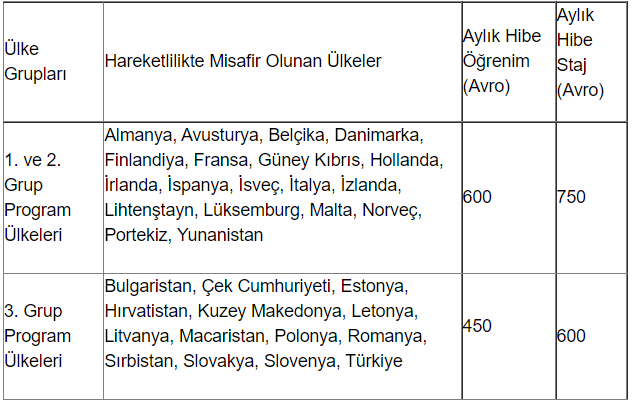 Ülke
Grupları
Hareketlilikte Misafir Olunan Ülkeler
Aylık Hibe
Öğrenim
(Avro)
Aylık
Hibe
Staj
(Avro)
1. ve 2.
Grup
Program
Ülkeleri
Almanya, Avusturya, Belçika, Danimarka,
Finlandiya, Fransa, Güney Kıbrıs, Hollanda,
İrlanda, İspanya, İsveç, İtalya, İzlanda,
Lihtenştayn, Lüksemburg, Malta, Norveç,
Portekiz, Yunanistan
600
750
3. Grup
Program
Ülkeleri
Bulgaristan, Çek Cumhuriyeti, Estonya,
Hırvatistan, Kuzey Makedonya, Letonya,
Litvanya, Macaristan, Polonya, Romanya,
Sırbistan, Slovakya, Slovenya, Türkiye
450
600